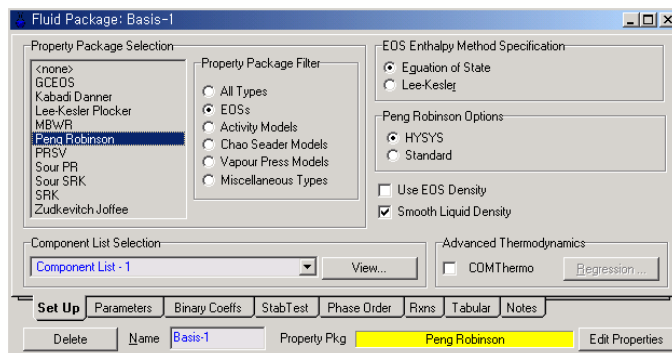 Fluid Package: Basis-1
Property Package Selection
<none>
GCEOS
Kabadi Danner
Lee-Kesler Plocker
MBWR
Peng Robinson
PRSV
Sour PR
Sour SRK
SRK
Zudkevitch Joffee
Property Package Filter
All Types
EOSs
Activity Models
Chao Seader Models
Vapour Press Models
Miscellaneous Types
EOS Enthalpy Method Specification
Equation of State
Lee-Kesler
Peng Robinson Options
HYSYS
Standard
Use EOS Density
Smooth Liquid Density
Component List Selection
Component List - 1
View...
Advanced Thermodynamics
COMThermo
Regression ...
Set Up Parameters Binary Coeffs StabTest Phase Order Rxns Tabular Notes
Delete Name Basis-1 Property Pkg Peng Robinson Edit Properties